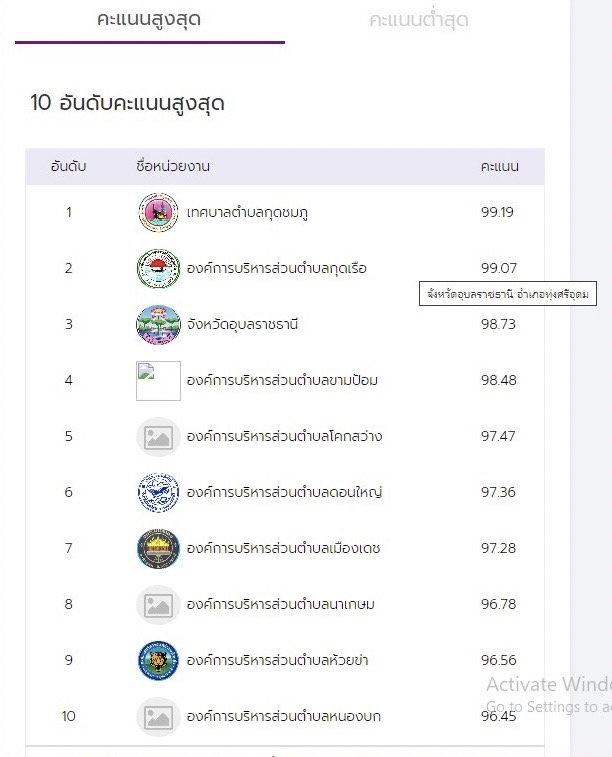 คะแนนสูงสุด คะแนนต่ำสุด
10 อันดับคะแนนสูงสุด
อันดับ ชื่อหน่วยงาน คะแนน
1 เทศบาลตำบลกุดชมภู 99.19
2 องค์การบริหารส่วนตำบลกุดเรือ 99.07
จังหวัดอุบลราชธานี อำเภอทุ่งศรีอุดม
3 จังหวัดอุบลราชธานี 98.73
4 องค์การบริหารส่วนตำบลขามป้อม 98.48
5 องค์การบริหารส่วนตำบลโคกสว่าง 97.47
6 องค์การบริหารส่วนตำบลดอนใหญ่ 97.36
7 องค์การบริหารส่วนตำบลเมืองเดช 97.28
8 องค์การบริหารส่วนตำบลนาเกษม 96.78
9 องค์การบริหารส่วนตำบลห้วยข่า 96.56
Activate Windo
10 องค์การบริหารส่วนตำบลหนองบก 96.45
Go to Settings to a